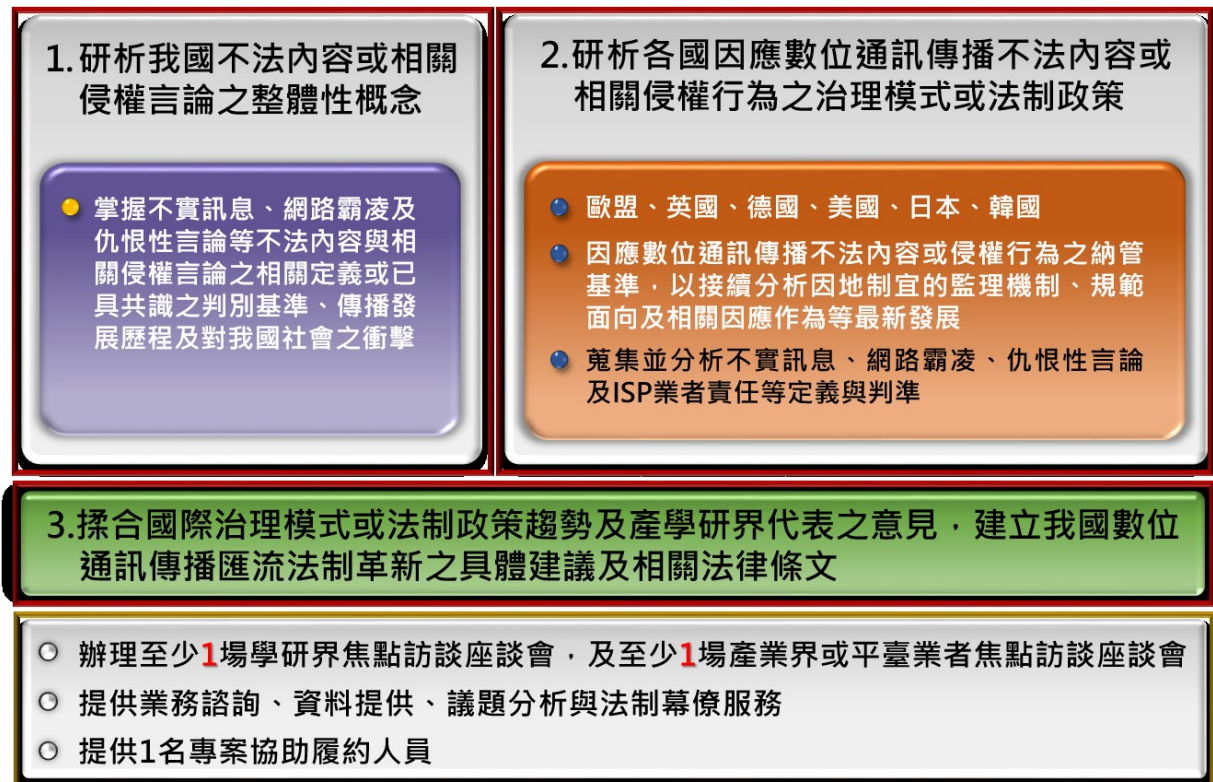 1.研析我國不法內容或相關
侵權言論之整體性概念
掌握不實訊息、網路霸凌及
仇恨性言論等不法內容與相
關侵權言論之相關定義或已
具共識之判別基準、傳播發
展歷程及對我國社會之衝擊
2.研析各國因應數位通訊傳播不法內容或
相關侵權行為之治理模式或法制政策
歐盟、英國、德國、美國、日本、韓國
因應數位通訊傳播不法內容或侵權行為之納管
基準，以接續分析因地制宜的監理機制、規範
面向及相關因應作為等最新發展
蒐集並分析不實訊息、網路霸凌、仇恨性言論
及ISP業者責任等定義與判準
3.揉合國際治理模式或法制政策趨勢及產學研界代表之意見，建立我國數位
通訊傳播匯流法制革新之具體建議及相關法律條文
辦理至少1場學研界焦點訪談座談會，及至少1場產業界或平臺業者焦點訪談座談會
提供業務諮詢、資料提供、議題分析與法制幕僚服務
提供1名專案協助履約人員